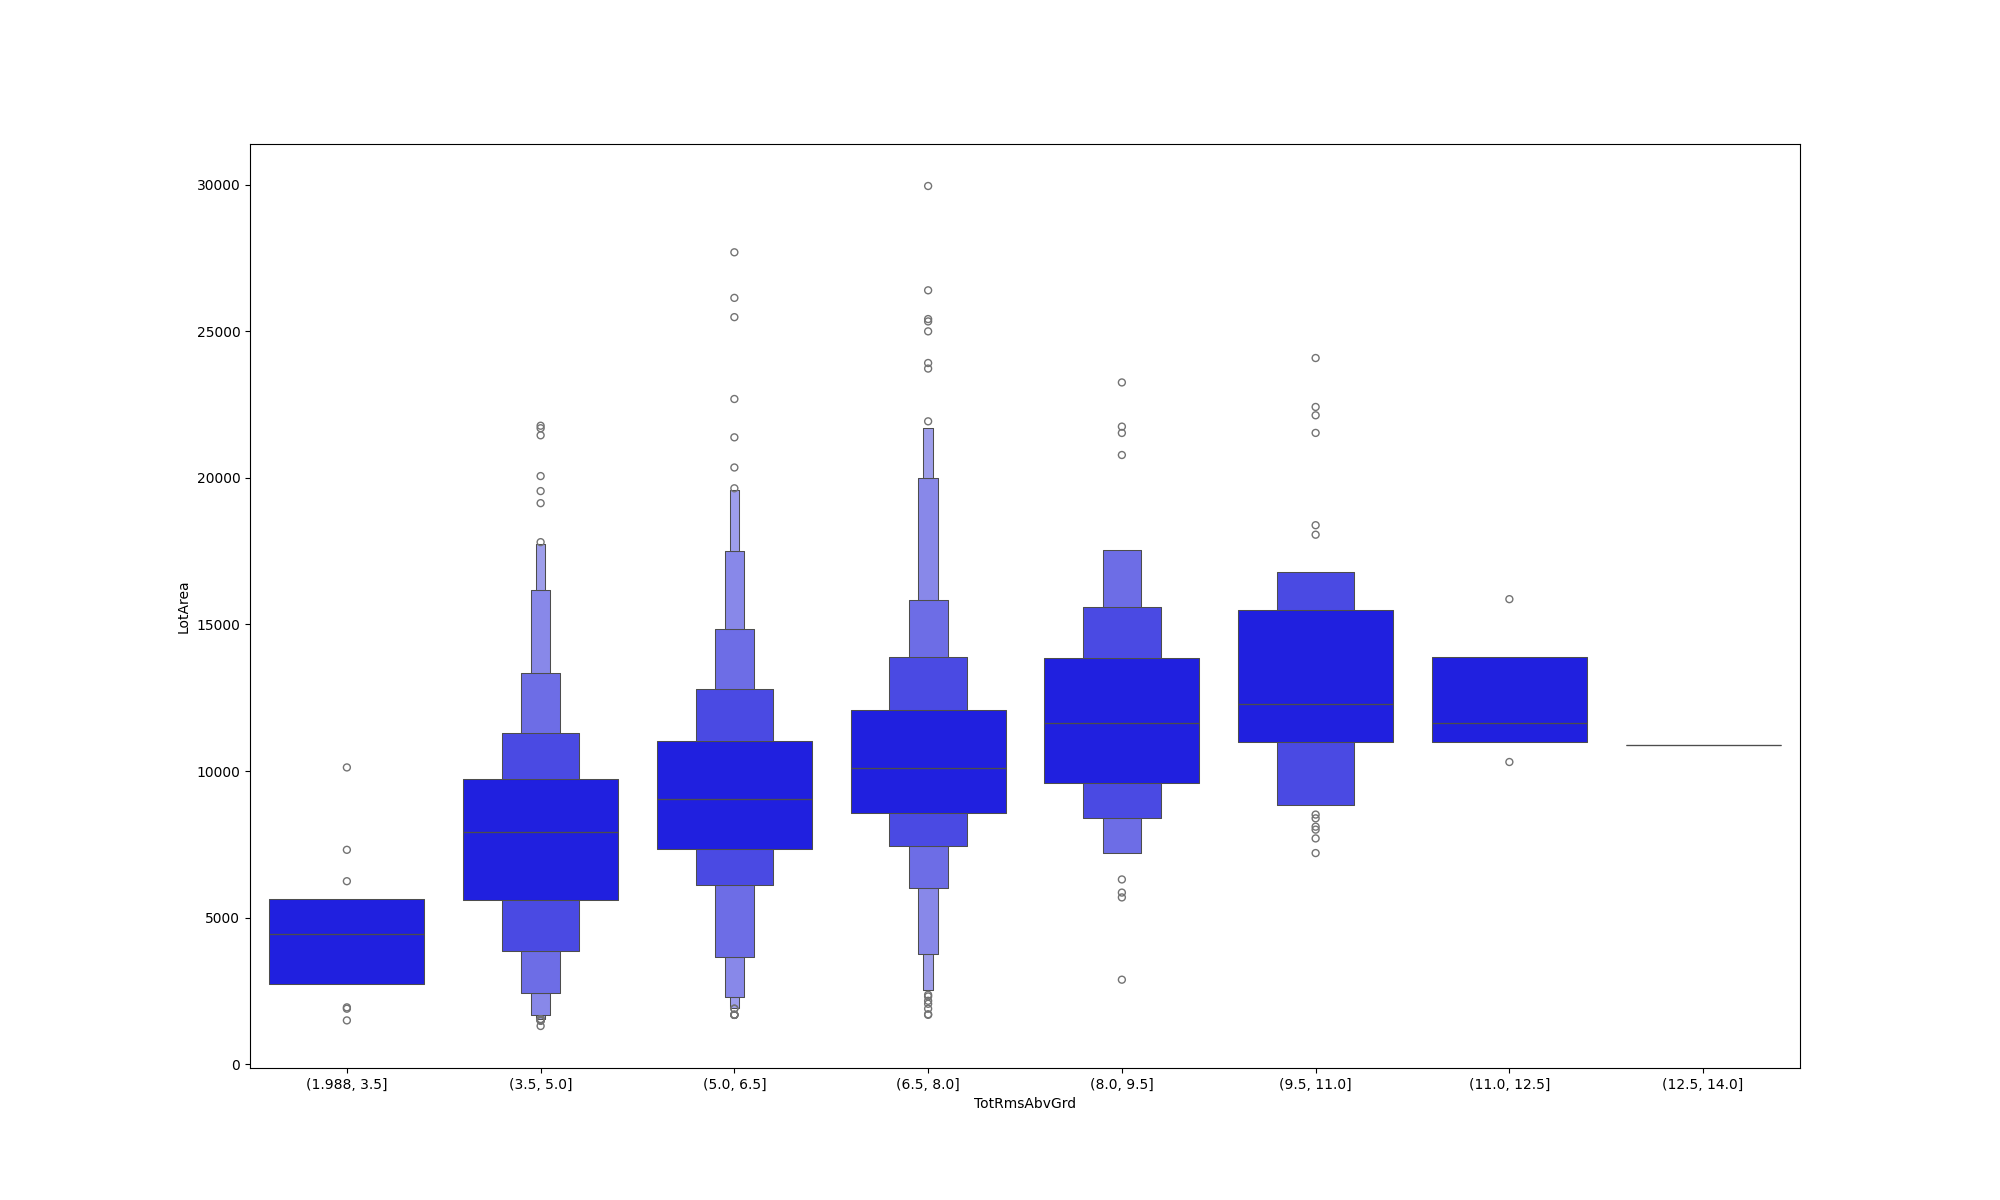 30000
25000
20000
15000
10000
5000
0
LotArea
(1.988, 3.5] (3.5, 5.0] (5.0, 6.5] (6.5, 8.0] (8.0, 9.5] (9.5, 11.0] (11.0, 12.5] (12.5, 14.0]
TotRmsAbvGrd